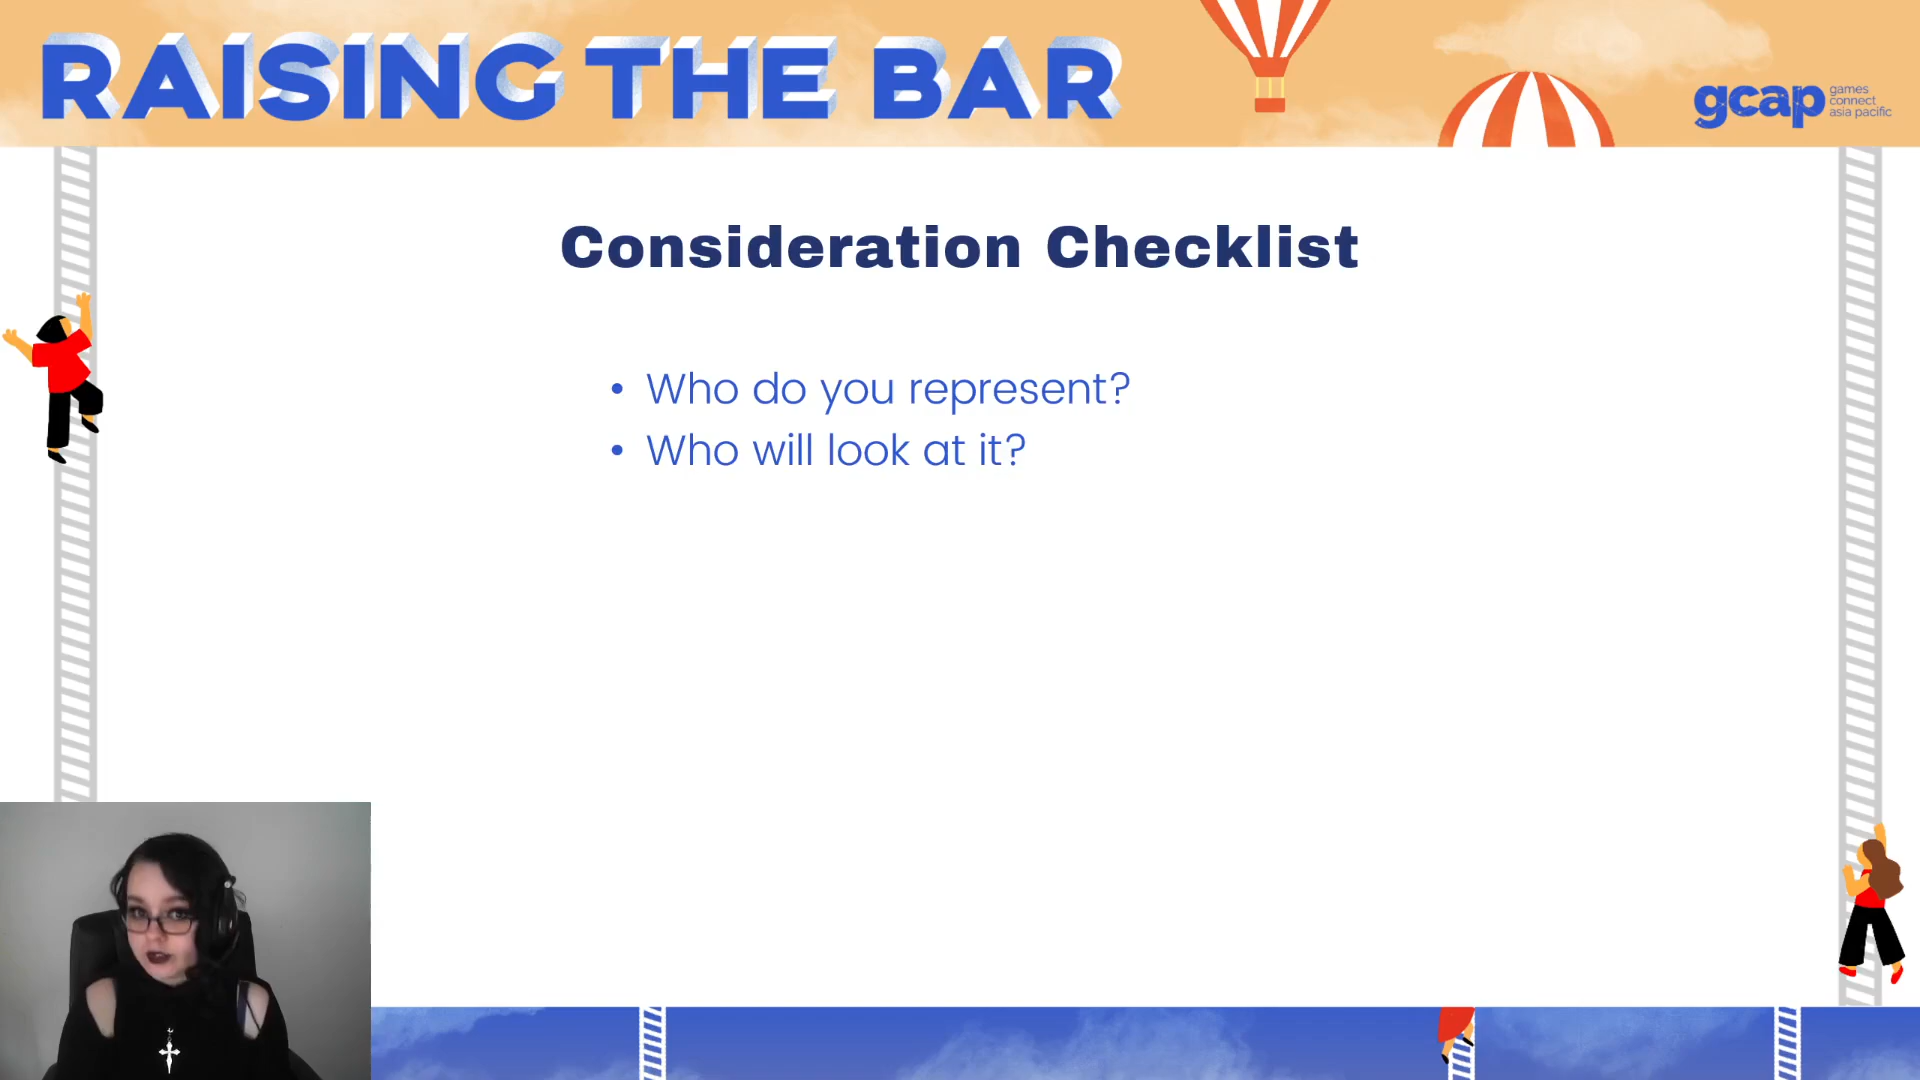 RAISING THE BAR
gcap games
connect
asia pacific
Consideration Checklist
• Who do you represent?
• Who will look at it?